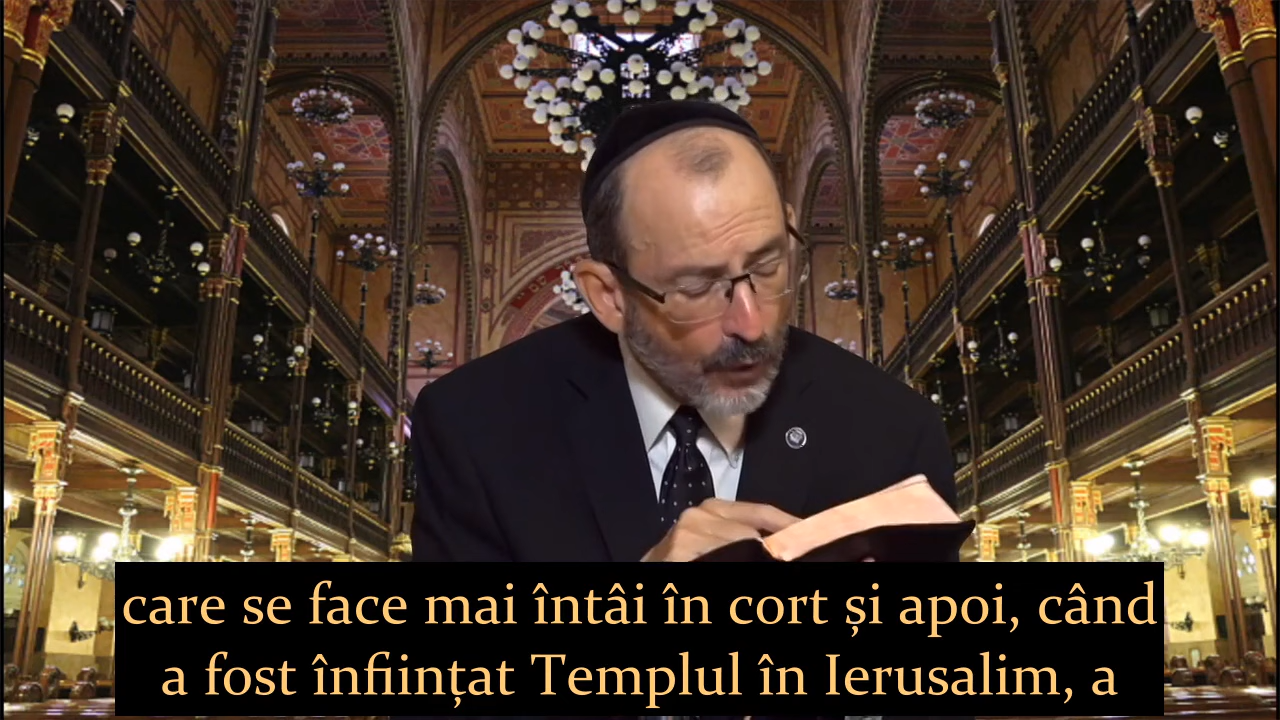 care se face mai întâi în cort și apoi, când
a fost înființat Templul în Ierusalim, a